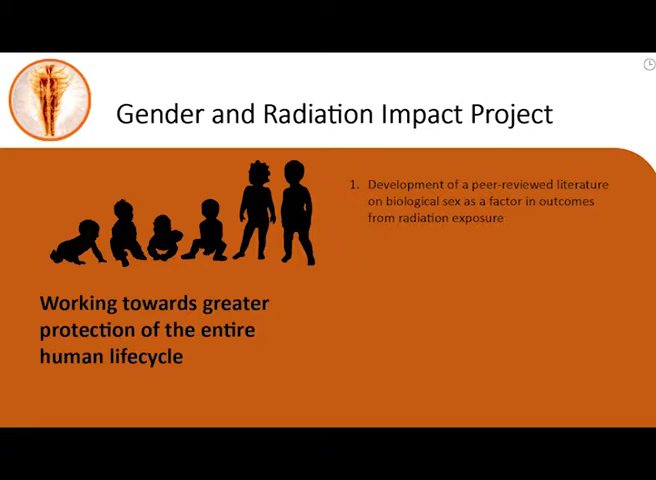 Gender and Radiation Impact Project
1. Development of a peer-reviewed literature
on biological sex as a factor in outcomes
from radiation exposure
Working towards greater
protection of the entire
human lifecycle